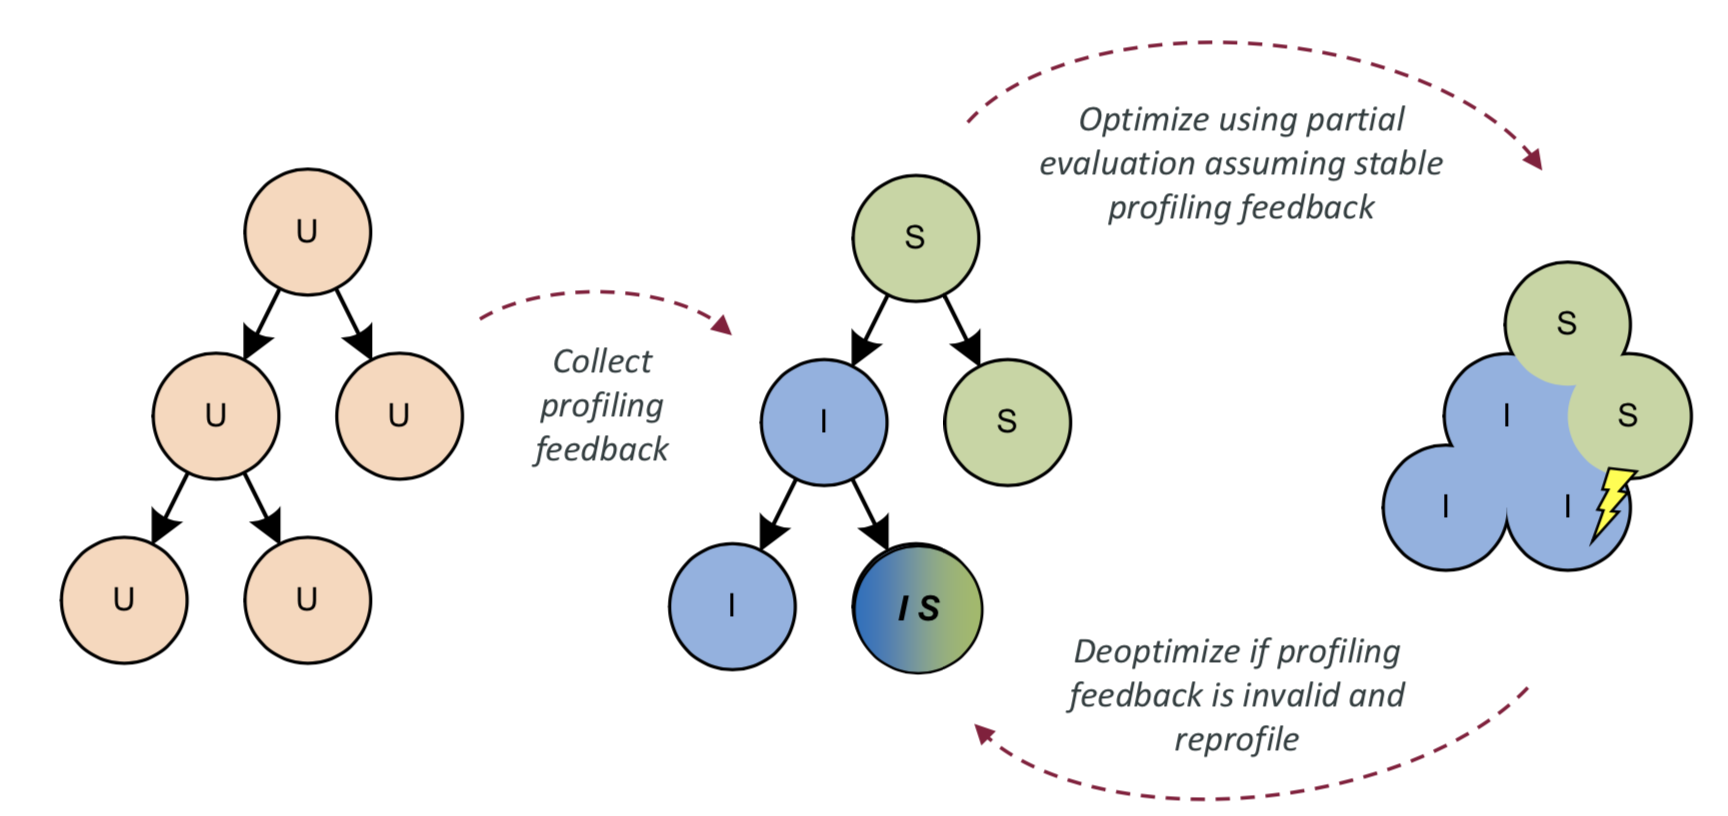 U
U
U
U
U
Collect
profiling
feedback
S
I
S
I
I S
Optimize using partial
evaluation assuming stable
profiling feedback
S
I
S
I
I
Deoptimize if profiling
feedback is invalid and
reprofile